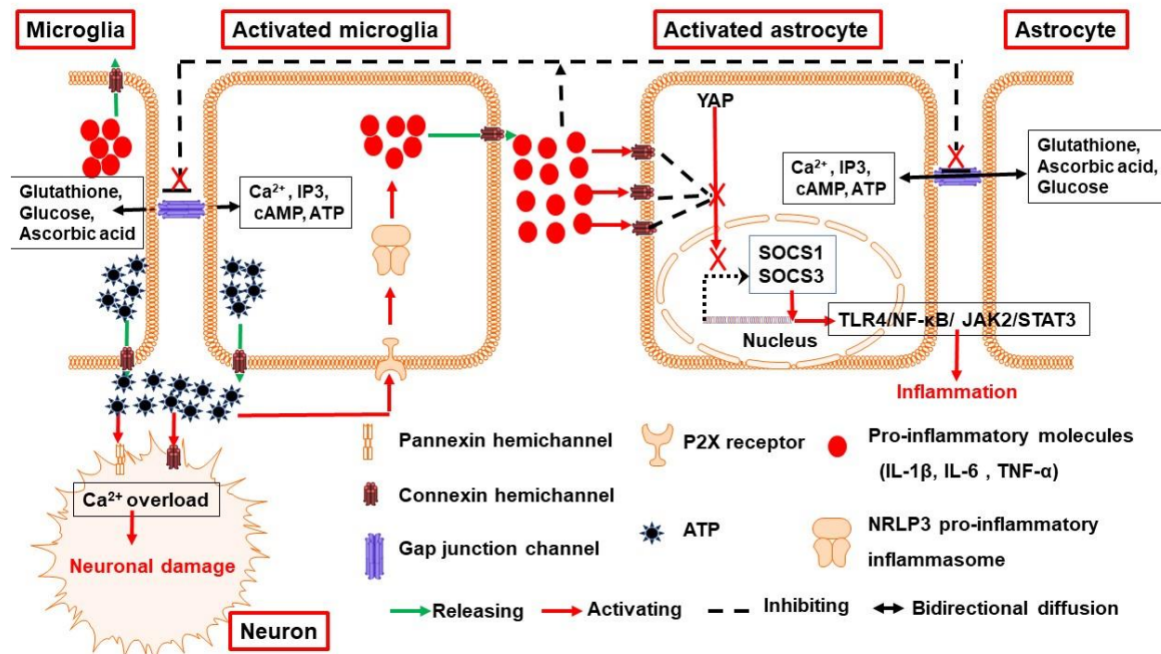 Microglia
Activated microglia
Activated astrocyte
Astrocyte
YAP
Glutathione,
Glucose,
Ascorbic acid
Ca²⁺, IP3,
cAMP, ATP
Ca²⁺, IP3,
cAMP, ATP
Glutathione,
Ascorbic acid,
Glucose
SOCS1
SOCS3
Nucleus
TLR4/NF-κB/ JAK2/STAT3
Inflammation
Ca²⁺ overload
Neuronal damage
Neuron
Pannexin hemichannel
Connexin hemichannel
Gap junction channel
P2X receptor
ATP
Pro-inflammatory molecules
(IL-1β, IL-6 , TNF-α)
NRLP3 pro-inflammatory
inflammasome
Releasing
Activating
Inhibiting
Bidirectional diffusion